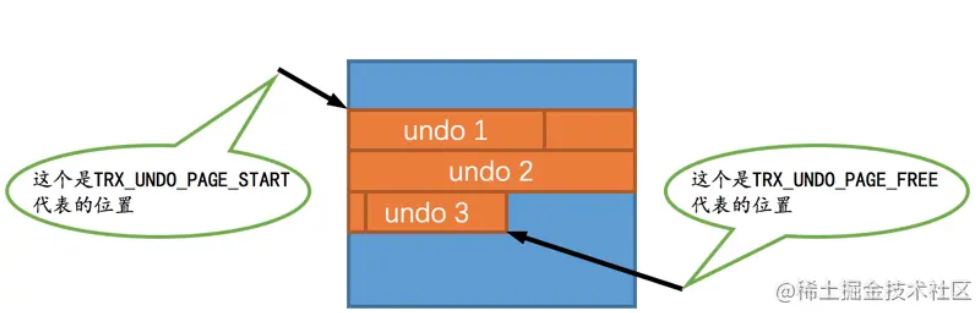 undo 1
undo 2
undo 3
这个是TRX_UNDO_PAGE_START
代表的位置
这个是TRX_UNDO_PAGE_FREE
代表的位置
@稀土掘金技术社区